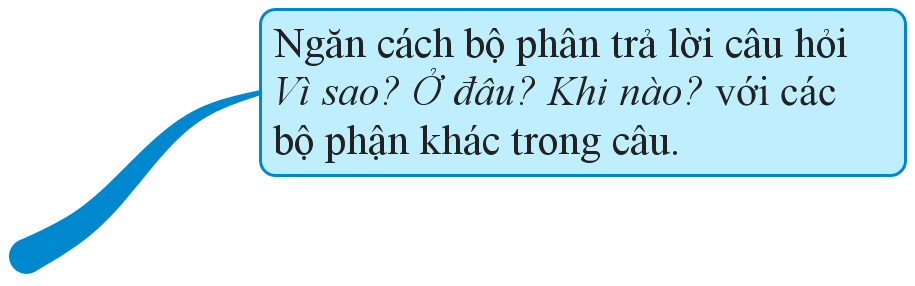 Ngăn cách bộ phân trả lời câu hỏi
Vì sao? Ở đâu? Khi nào? với các
bộ phận khác trong câu.